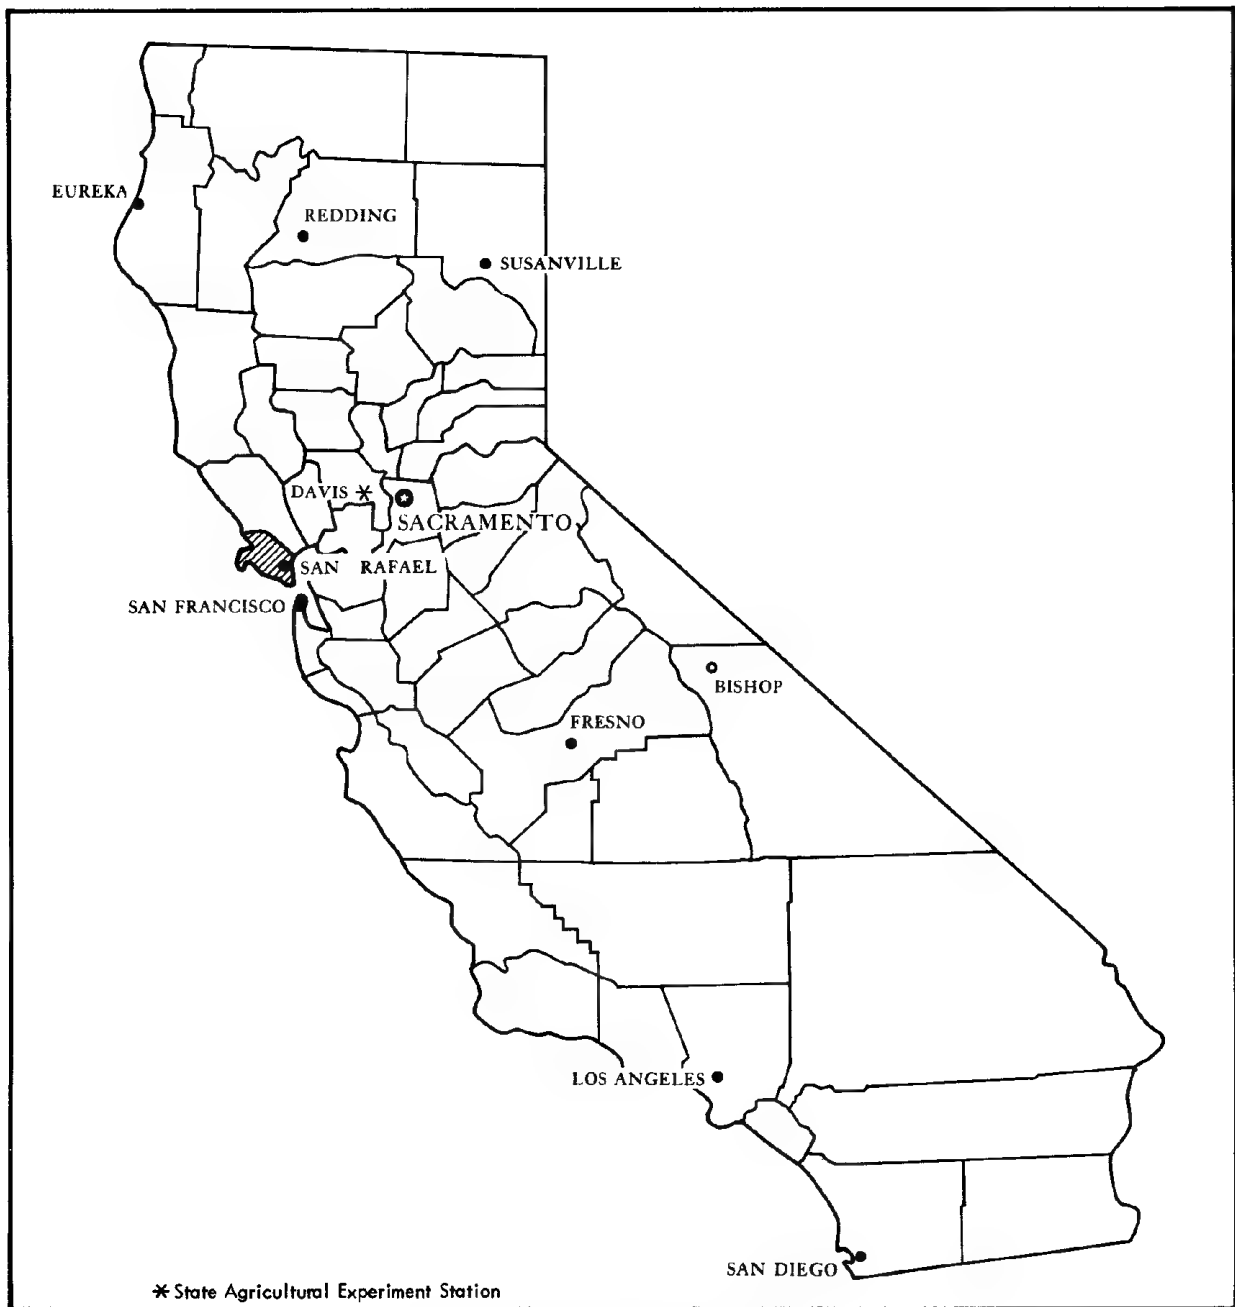 EUREKA
REDDING
SUSANVILLE
DAVIS *
SACRAMENTO
SAN RAFAEL
SAN FRANCISCO
BISHOP
FRESNO
LOS ANGELES
SAN DIEGO
* State Agricultural Experiment Station